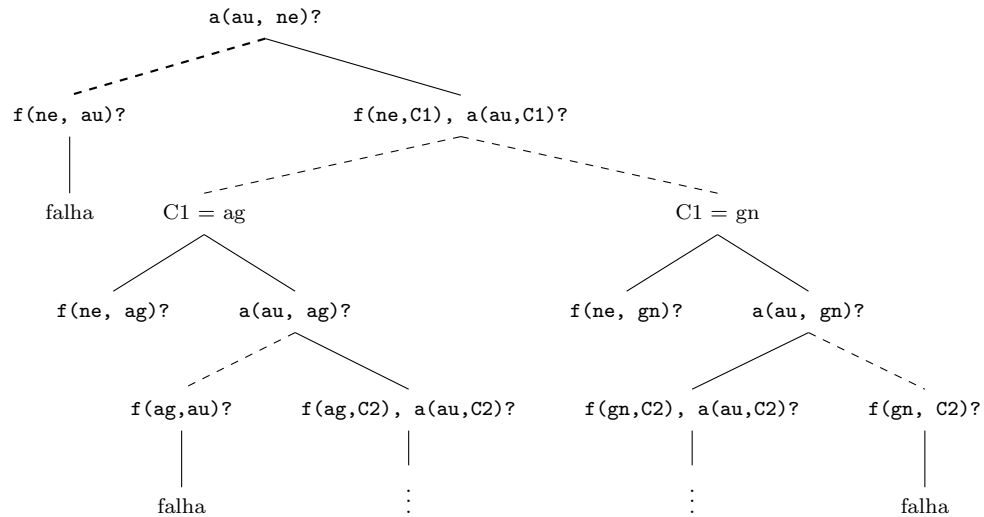 a(au, ne)?
f(ne, au)?
f(ne,C1), a(au,C1)?
falha
C1 = ag
C1 = gn
f(ne, ag)?
a(au, ag)?
f(ne, gn)?
a(au, gn)?
f(ag,au)?
f(ag,C2), a(au,C2)?
f(gn,C2), a(au,C2)?
f(gn, C2)?
falha
falha